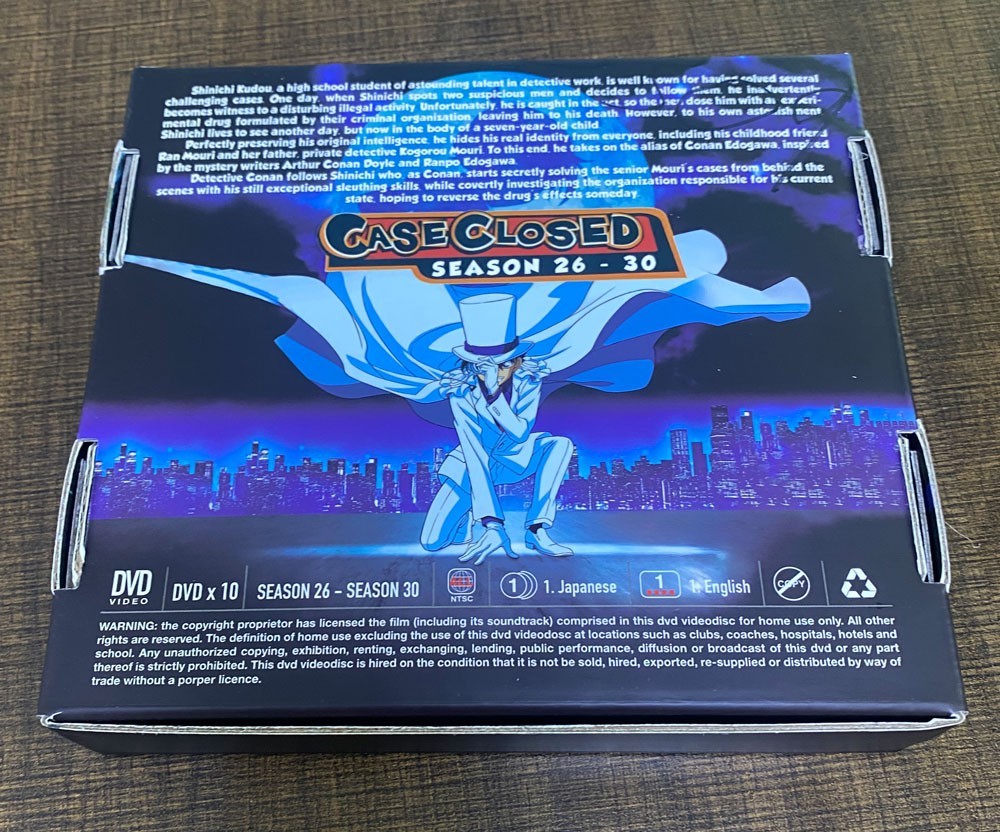 Shinichi Kudou, a high school student of astounding talent in detective work, is well known for having solved several
challenging cases. One day, when Shinichi spots two suspicious men and decides to follow them, he inadvertently
becomes witness to a disturbing illegal activity. Unfortunately, he is caught in the act, so they dose him with an experi-
mental drug formulated by their criminal organization, leaving him to his death. However, to his own astonishment
Shinichi lives to see another day, but now in the body of a seven-year-old child.
Perfectly preserving his original intelligence, he hides his real identity from everyone, including his childhood friend
Ran Mouri and her father, private detective Kogorou Mouri. To this end, he takes on the alias of Conan Edogawa, inspired
by the mystery writers Arthur Conan Doyle and Ranpo Edogawa.
Detective Conan follows Shinichi who, as Conan, starts secretly solving the senior Mouri's cases from behind the
scenes with his still exceptional sleuthing skills, while covertly investigating the organization responsible for his current
state, hoping to reverse the drug's effects someday.
CASE CLOSED
SEASON 26 - 30
DVD VIDEO
DVD x 10
SEASON 26 – SEASON 30
NTSC
1 1. Japanese
1 1. English
COPY
WARNING: the copyright proprietor has licensed the film (including its soundtrack) comprised in this dvd videodisc for home use only. All other
rights are reserved. The definition of home use excluding the use of this dvd videodosc at locations such as clubs, coaches, hospitals, hotels and
school. Any unauthorized copying, exhibition, renting, exchanging, lending, public performance, diffusion or broadcast of this dvd or any part
thereof is strictly prohibited. This dvd videodisc is hired on the condition that it is not be sold, hired, exported, re-supplied or distributed by way of
trade without a porper licence.